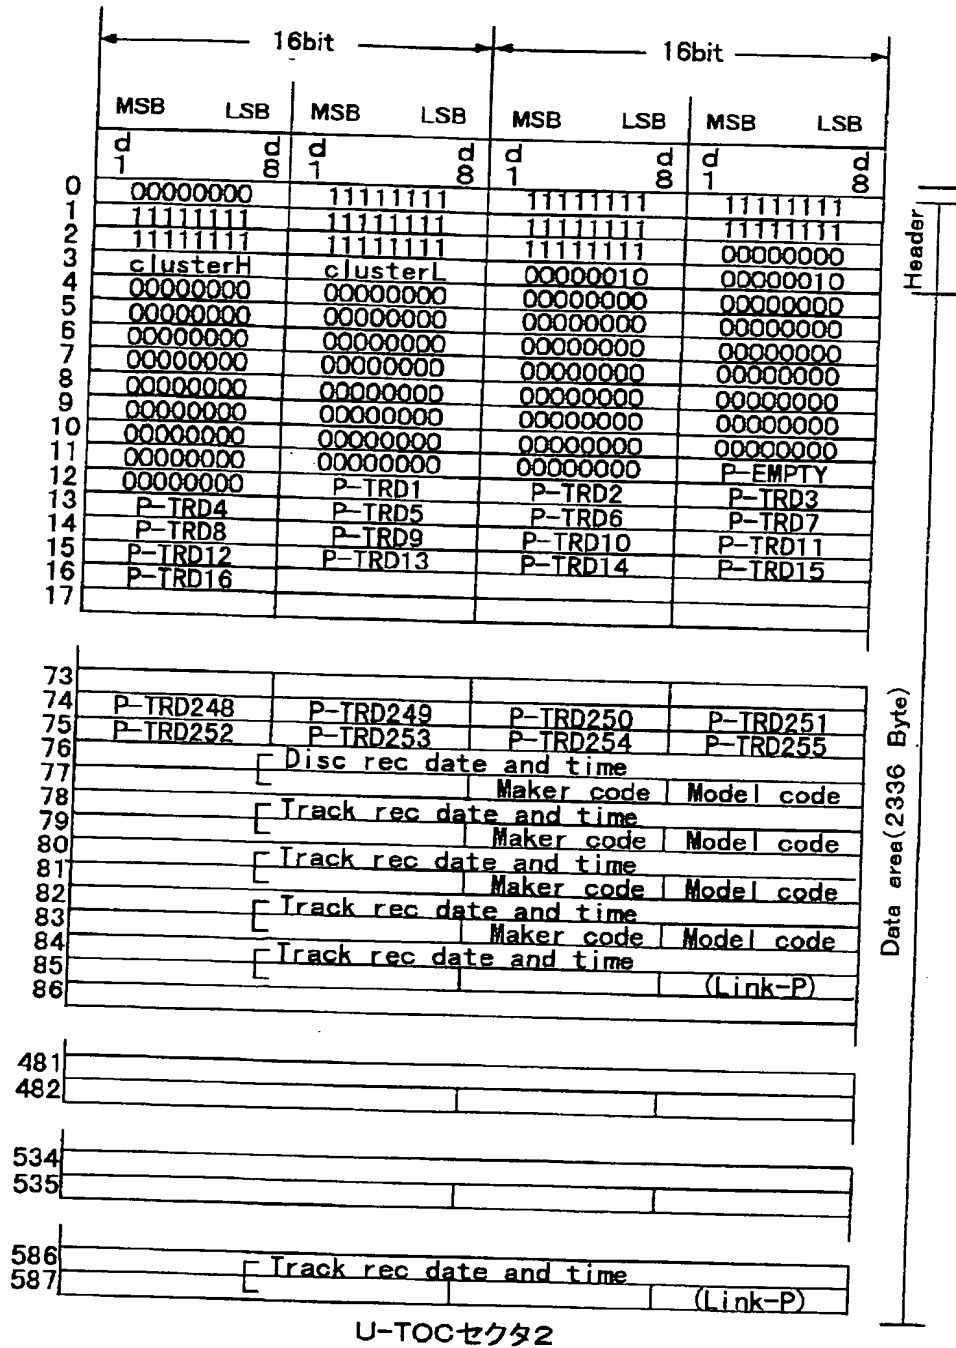 16bit 16bit
MSB LSB MSB LSB MSB LSB MSB LSB
d1 d8 d1 d8 d1 d8 d1 d8
0 00000000 11111111 11111111 11111111
1 11111111 11111111 11111111 11111111
2 11111111 11111111 11111111 00000000
3 clusterH clusterL 00000010 00000010
4 00000000 00000000 00000000 00000000
5 00000000 00000000 00000000 00000000
6 00000000 00000000 00000000 00000000
7 00000000 00000000 00000000 00000000
8 00000000 00000000 00000000 00000000
9 00000000 00000000 00000000 00000000
10 00000000 00000000 00000000 00000000
11 00000000 00000000 00000000 P-EMPTY
12 00000000 P-TRD1 P-TRD2 P-TRD3
13 P-TRD4 P-TRD5 P-TRD6 P-TRD7
14 P-TRD8 P-TRD9 P-TRD10 P-TRD11
15 P-TRD12 P-TRD13 P-TRD14 P-TRD15
16 P-TRD16
17
73
74 P-TRD248 P-TRD249 P-TRD250 P-TRD251
75 P-TRD252 P-TRD253 P-TRD254 P-TRD255
76 Disc rec date and time
77 Maker code Model code
78 Track rec date and time
79 Maker code Model code
80 Track rec date and time
81 Maker code Model code
82 Track rec date and time
83 Maker code Model code
84 Track rec date and time
85 (Link-P)
86
481
482
534
535
586 Track rec date and time
587 (Link-P)
Header
Data area(2336 Byte)
U-TOCセクタ2